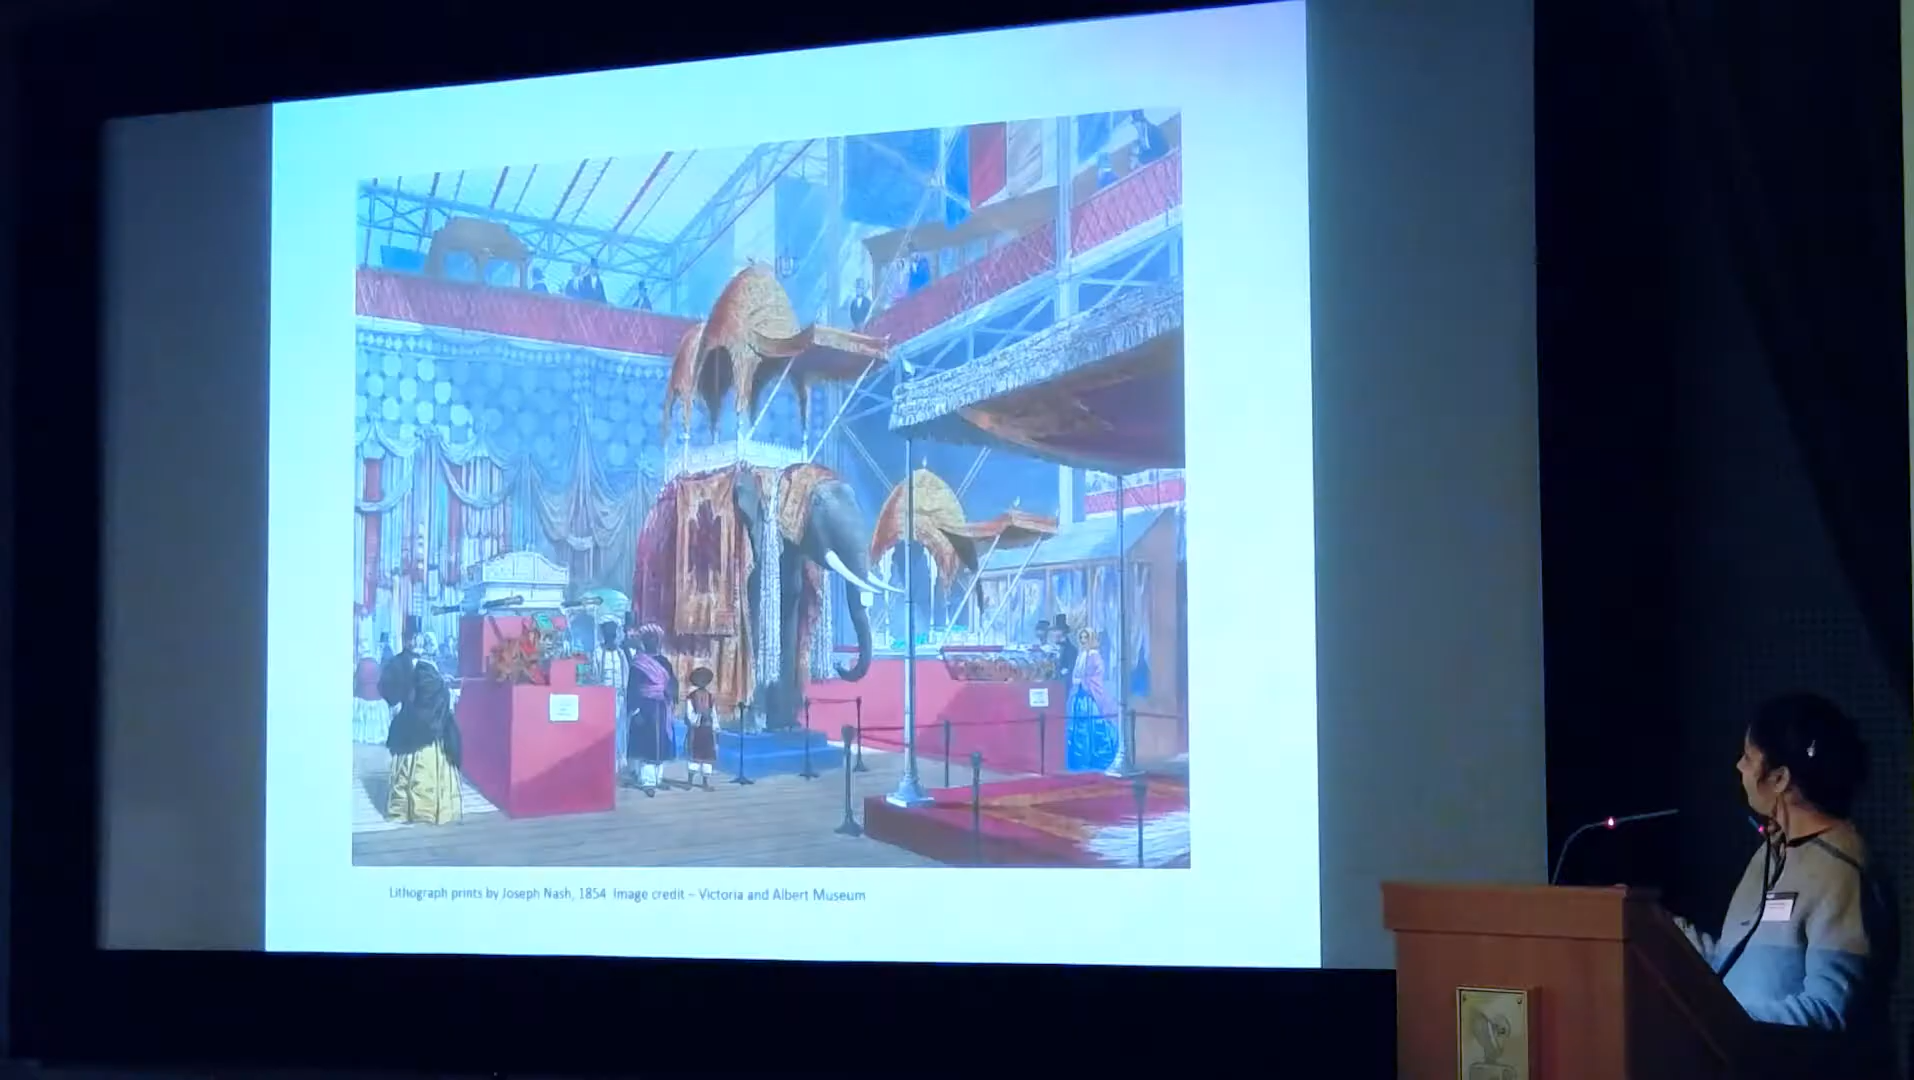 Lithograph prints by Joseph Nash, 1854 Image credit – Victoria and Albert Museum